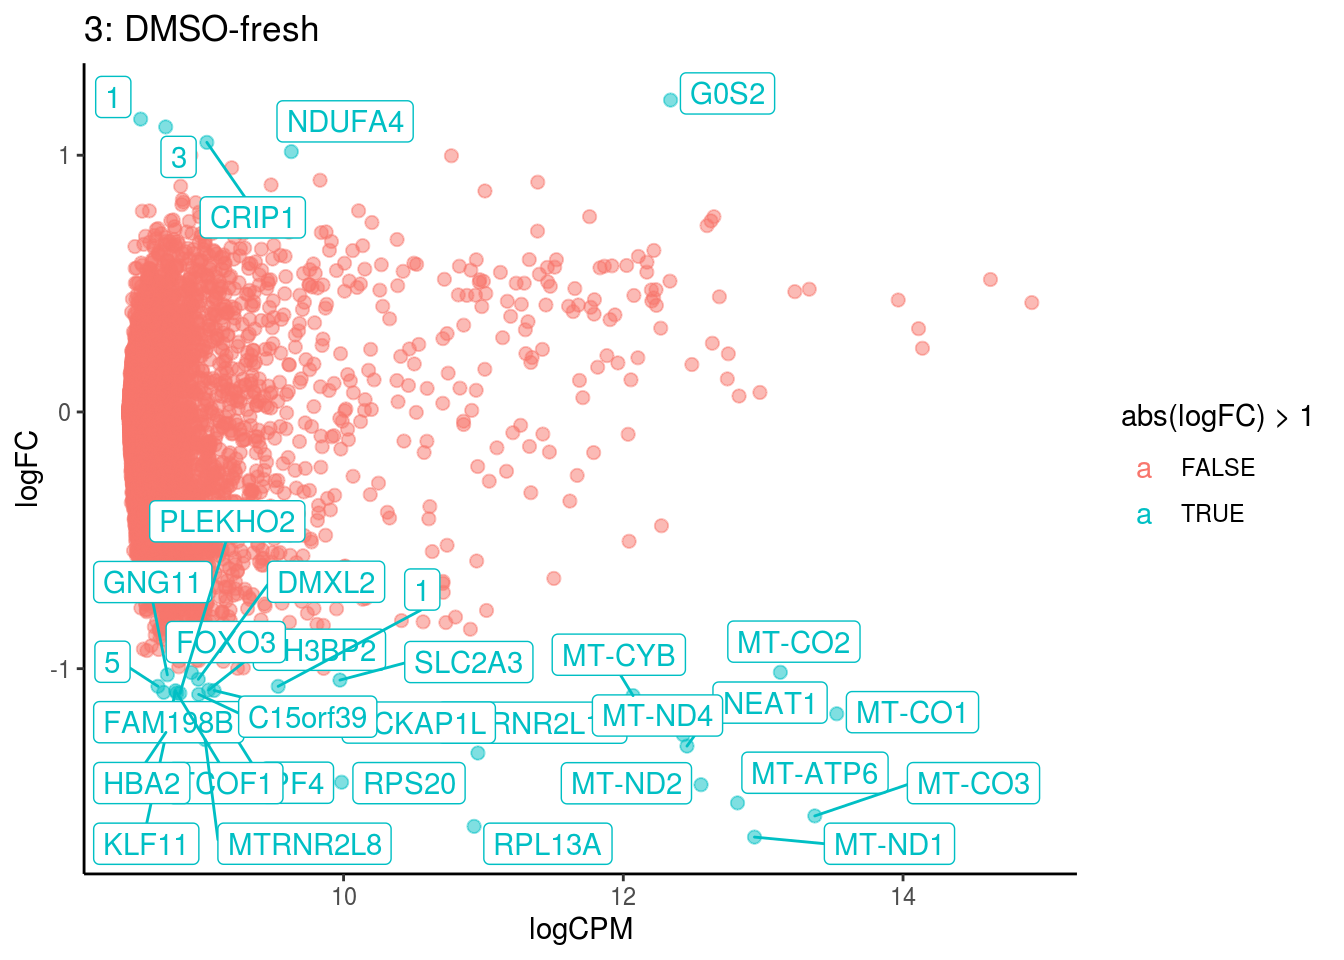 3: DMSO-fresh
1
G0S2
NDUFA4
3
CRIP1
PLEKHO2
GNG11
DMXL2
1
FOXO3
H3BP2
5
SLC2A3
MT-CYB
MT-CO2
FAM198B
C15orf39
CKAP1L
RNR2L
MT-ND4
NEAT1
MT-CO1
HBA2
TCOF1
PF4
RPS20
MT-ND2
MT-ATP6
MT-CO3
KLF11
MTRNR2L8
RPL13A
MT-ND1
1
0
-1
10
12
14
logCPM
logFC
abs(logFC) > 1
a FALSE
a TRUE